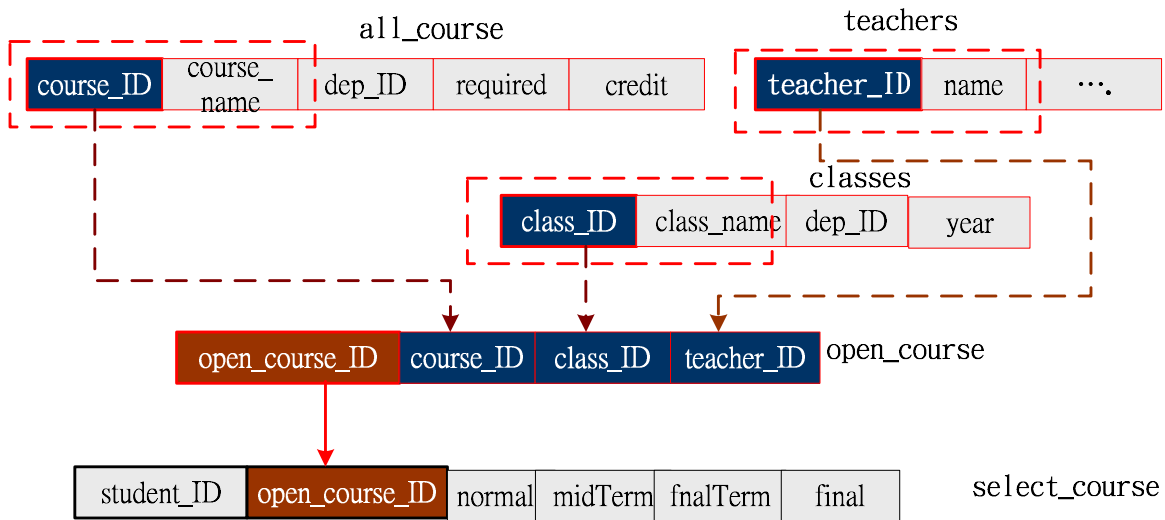 all_course
teachers
course_ID course_ name dep_ID required credit
teacher_ID name ….
classes
class_ID class_name dep_ID year
open_course_ID course_ID class_ID teacher_ID
open_course
student_ID open_course_ID normal midTerm fnalTerm final
select_course